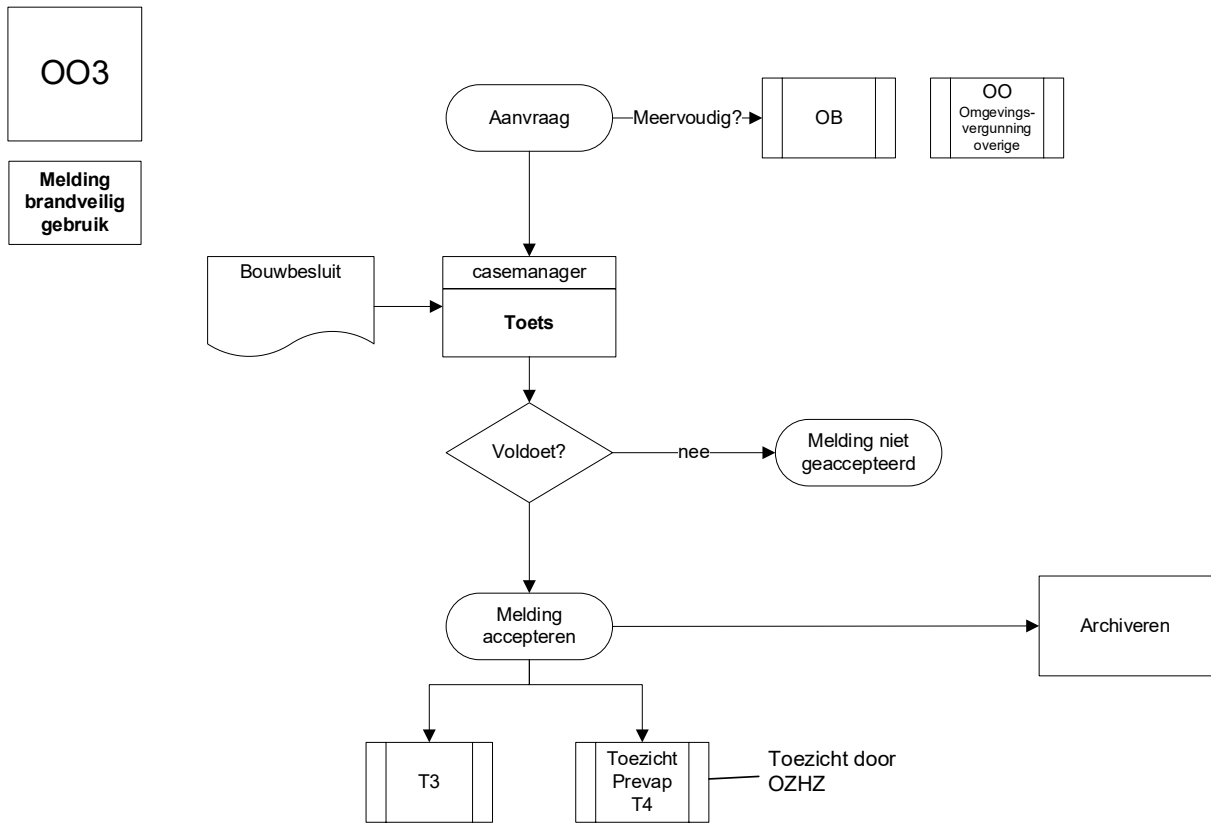 OO3
Melding
brandveilig
gebruik
Aanvraag
Meervoudig?
OB
OO
Omgevings-
vergunning
overige
Bouwbesluit
casemanager
Toets
Voldoet?
nee
Melding niet
geaccepteerd
Melding
accepteren
Archiveren
T3
Toezicht
Prevap
T4
Toezicht door
OZHZ